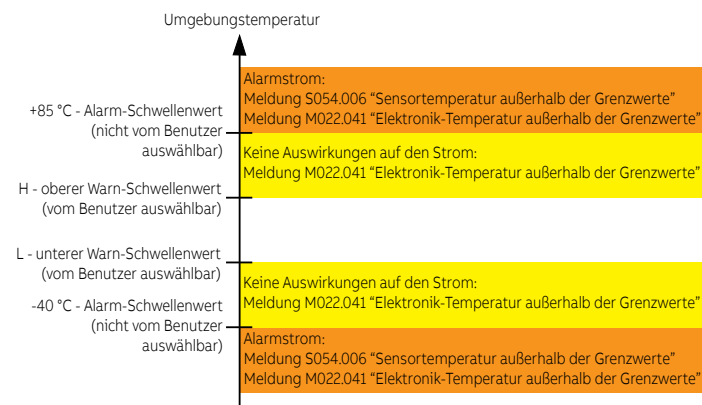 Umgebungstemperatur
Alarmstrom:
Meldung S054.006 “Sensortemperatur außerhalb der Grenzwerte”
Meldung M022.041 “Elektronik-Temperatur außerhalb der Grenzwerte”
+85 °C - Alarm-Schwellenwert
(nicht vom Benutzer
auswählbar)
Keine Auswirkungen auf den Strom:
Meldung M022.041 “Elektronik-Temperatur außerhalb der Grenzwerte”
H - oberer Warn-Schwellenwert
(vom Benutzer auswählbar)
L - unterer Warn-Schwellenwert
(vom Benutzer auswählbar)
Keine Auswirkungen auf den Strom:
Meldung M022.041 “Elektronik-Temperatur außerhalb der Grenzwerte”
-40 °C - Alarm-Schwellenwert
(nicht vom Benutzer
auswählbar)
Alarmstrom:
Meldung S054.006 “Sensortemperatur außerhalb der Grenzwerte”
Meldung M022.041 “Elektronik-Temperatur außerhalb der Grenzwerte”